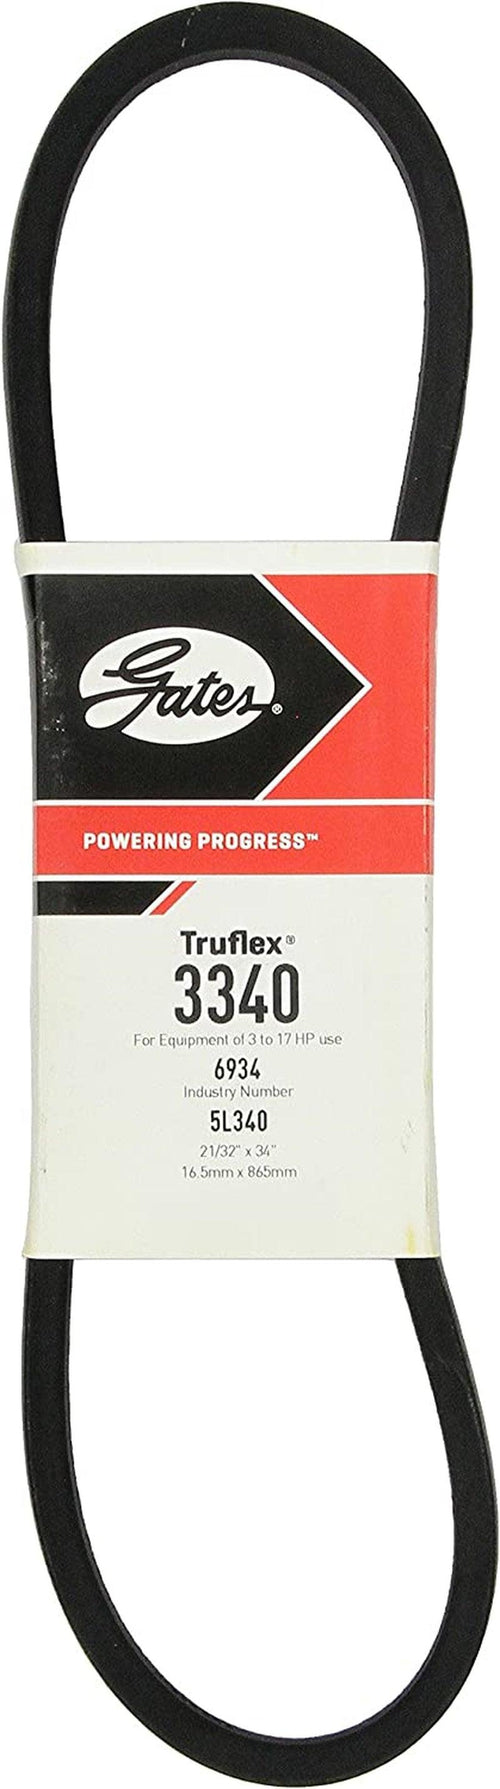 Gates®
POWERING PROGRESS™
Truflex®
3340
For Equipment of 3 to 17 HP use
6934
Industry Number
5L340
21/32" x 34"
16.5mm x 865mm